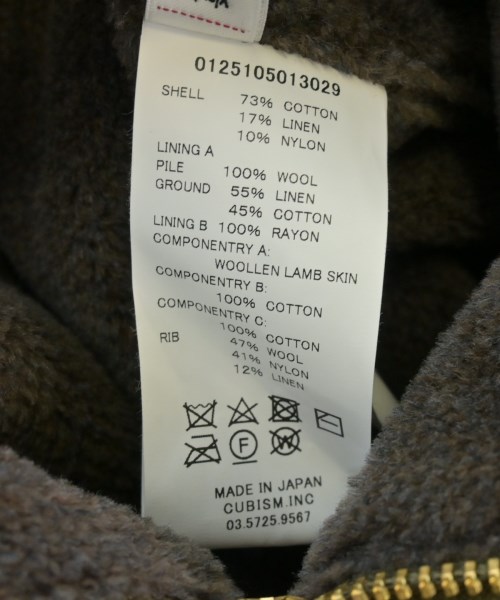 0125105013029
SHELL 73% COTTON
17% LINEN
10% NYLON
LINING A
PILE 100% WOOL
GROUND 55% LINEN
45% COTTON
LINING B 100% RAYON
COMPONENTRY A:
WOOLLEN LAMB SKIN
COMPONENTRY B:
100% COTTON
COMPONENTRY C:
100% COTTON
RIB 47% WOOL
41% NYLON
12% LINEN
F W
MADE IN JAPAN
CUBISM.INC
03.5725.9567